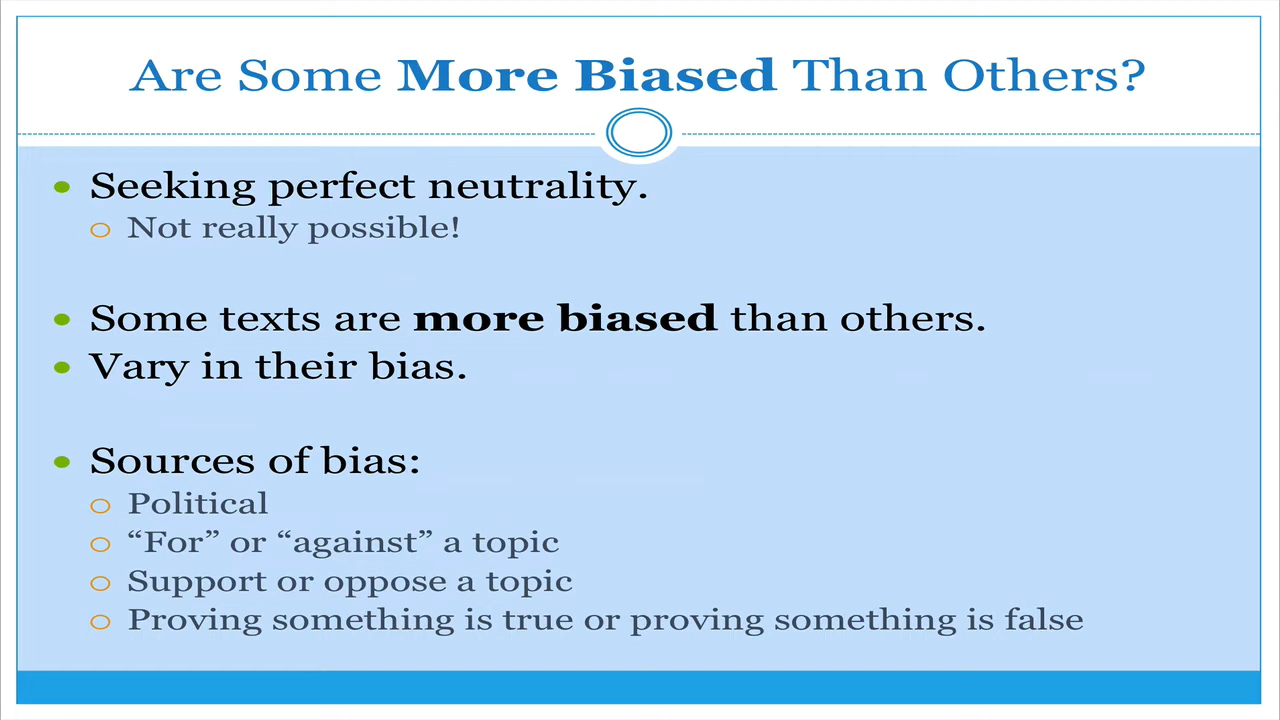 Are Some More Biased Than Others?
Seeking perfect neutrality.
Not really possible!
Some texts are more biased than others.
Vary in their bias.
Sources of bias:
Political
“For” or “against” a topic
Support or oppose a topic
Proving something is true or proving something is false